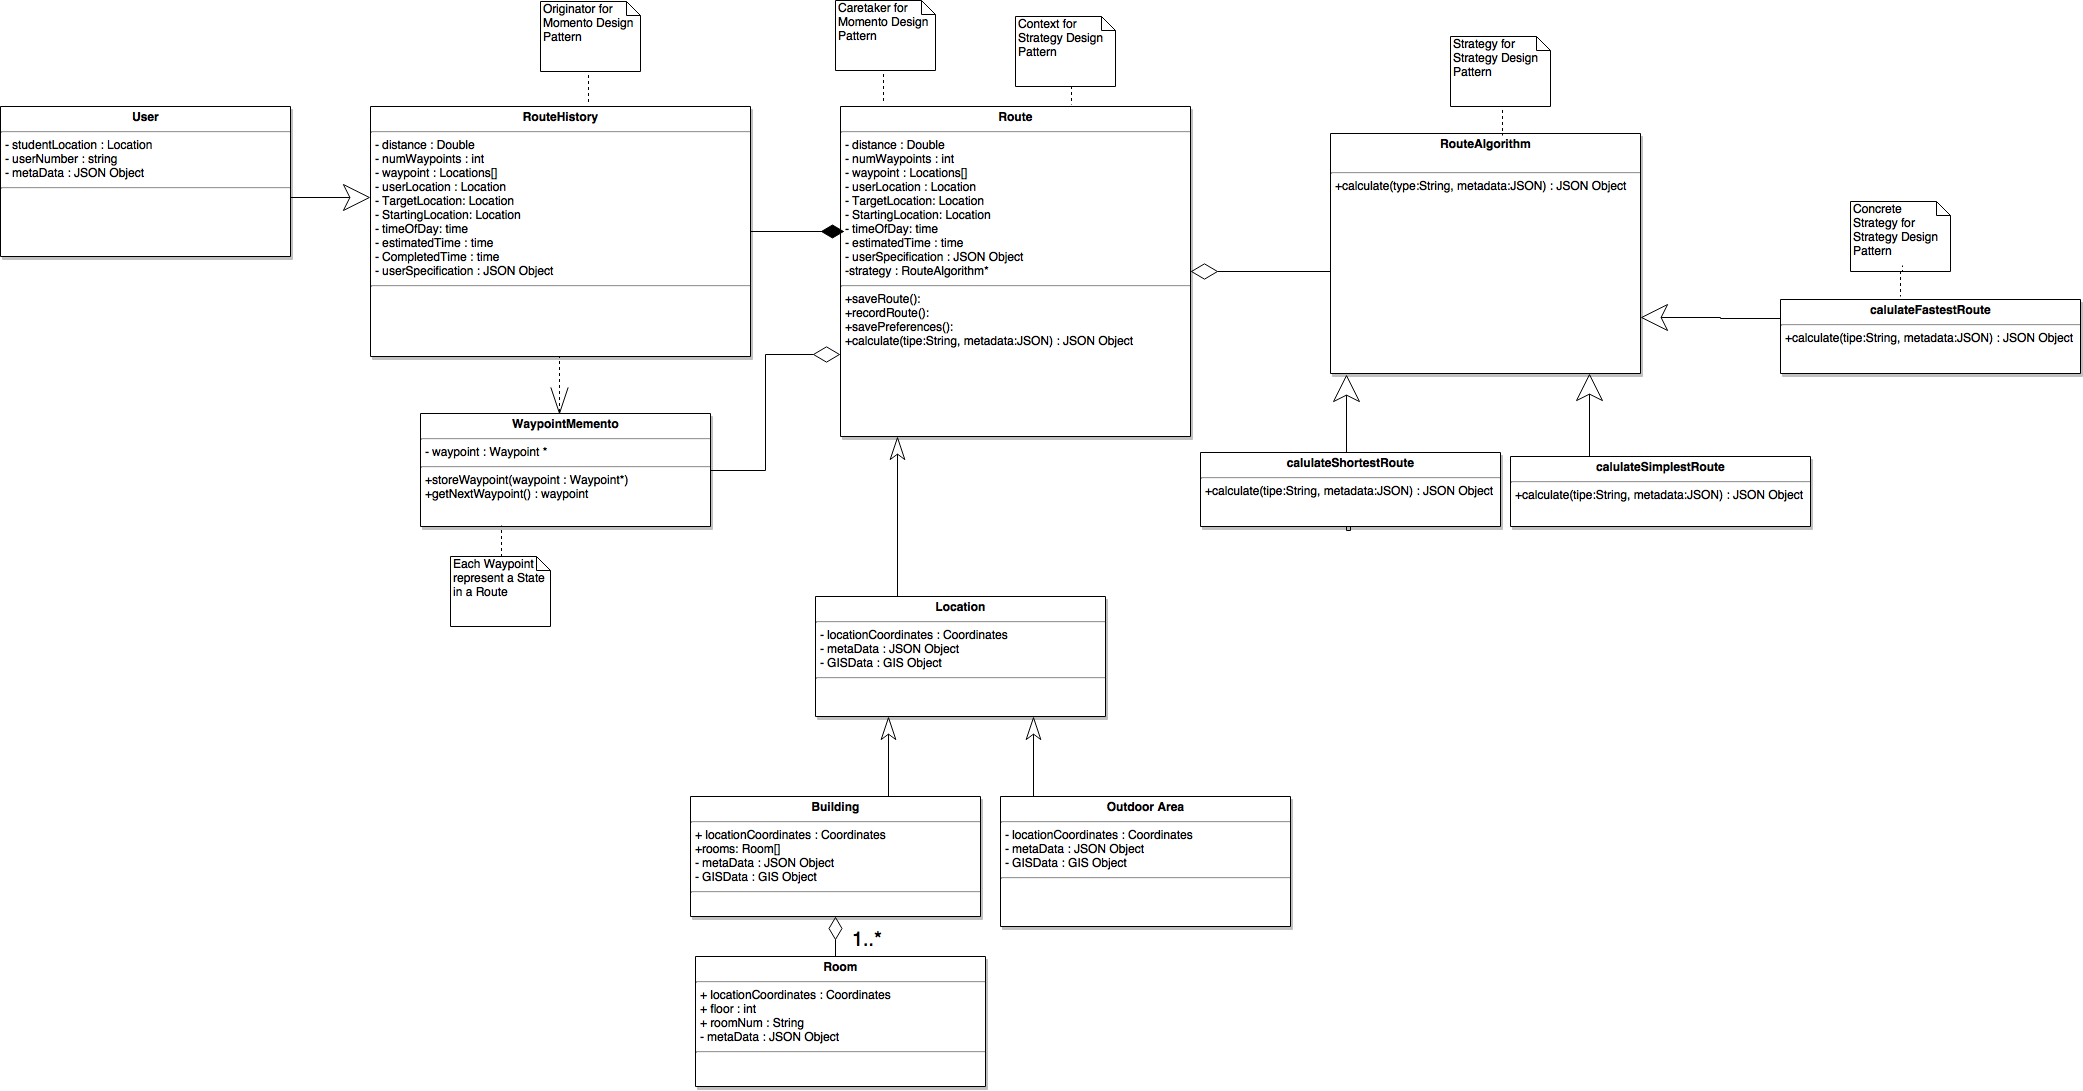 Originator for
Momento Design
Pattern
Caretaker for
Momento Design
Pattern
Context for
Strategy Design
Pattern
Strategy for
Strategy Design
Pattern
User
- studentLocation : Location
- userNumber : string
- metaData : JSON Object
RouteHistory
- distance : Double
- numWaypoints : int
- waypoint : Locations[]
- userLocation : Location
- TargetLocation: Location
- StartingLocation: Location
- timeOfDay: time
- estimatedTime : time
- CompletedTime : time
- userSpecification : JSON Object
Route
- distance : Double
- numWaypoints : int
- waypoint : Locations[]
- userLocation : Location
- TargetLocation: Location
- StartingLocation: Location
- timeOfDay: time
- estimatedTime : time
- userSpecification : JSON Object
-strategy : RouteAlgorithm*
+saveRoute():
+recordRoute():
+savePreferences():
+calculate(tipe:String, metadata:JSON) : JSON Object
RouteAlgorithm
+calculate(type:String, metadata:JSON) : JSON Object
Concrete
Strategy for
Strategy Design
Pattern
calulateFastestRoute
+calculate(tipe:String, metadata:JSON) : JSON Object
WaypointMemento
- waypoint : Waypoint *
+storeWaypoint(waypoint : Waypoint*)
+getNextWaypoint() : waypoint
calulateShortestRoute
+calculate(tipe:String, metadata:JSON) : JSON Object
calulateSimplestRoute
+calculate(tipe:String, metadata:JSON) : JSON Object
Each Waypoint
represent a State
in a Route
Location
- locationCoordinates : Coordinates
- metaData : JSON Object
- GISData : GIS Object
Building
+ locationCoordinates : Coordinates
+rooms: Room[]
- metaData : JSON Object
- GISData : GIS Object
Outdoor Area
- locationCoordinates : Coordinates
- metaData : JSON Object
- GISData : GIS Object
1..*
Room
+ locationCoordinates : Coordinates
+ floor : int
+ roomNum : String
- metaData : JSON Object